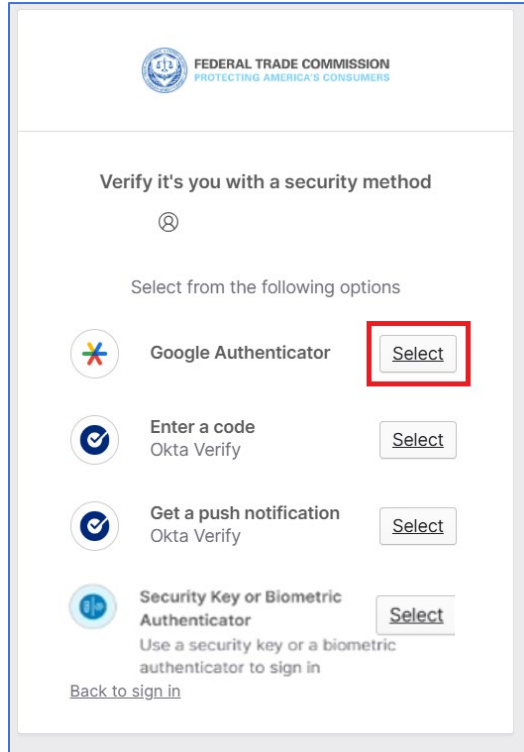 FEDERAL TRADE COMMISSION
PROTECTING AMERICA'S CONSUMERS
Verify it's you with a security method
Select from the following options
Google Authenticator Select
Enter a code
Okta Verify Select
Get a push notification
Okta Verify Select
Security Key or Biometric
Authenticator Select
Use a security key or a biometric
authenticator to sign in
Back to sign in